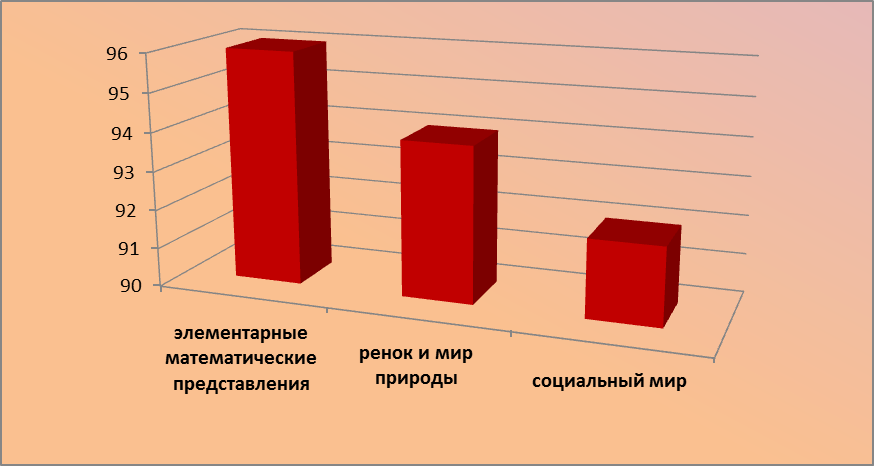 96
95
94
93
92
91
90
элементарные
математические
представления
ренок и мир
природы
социальный мир